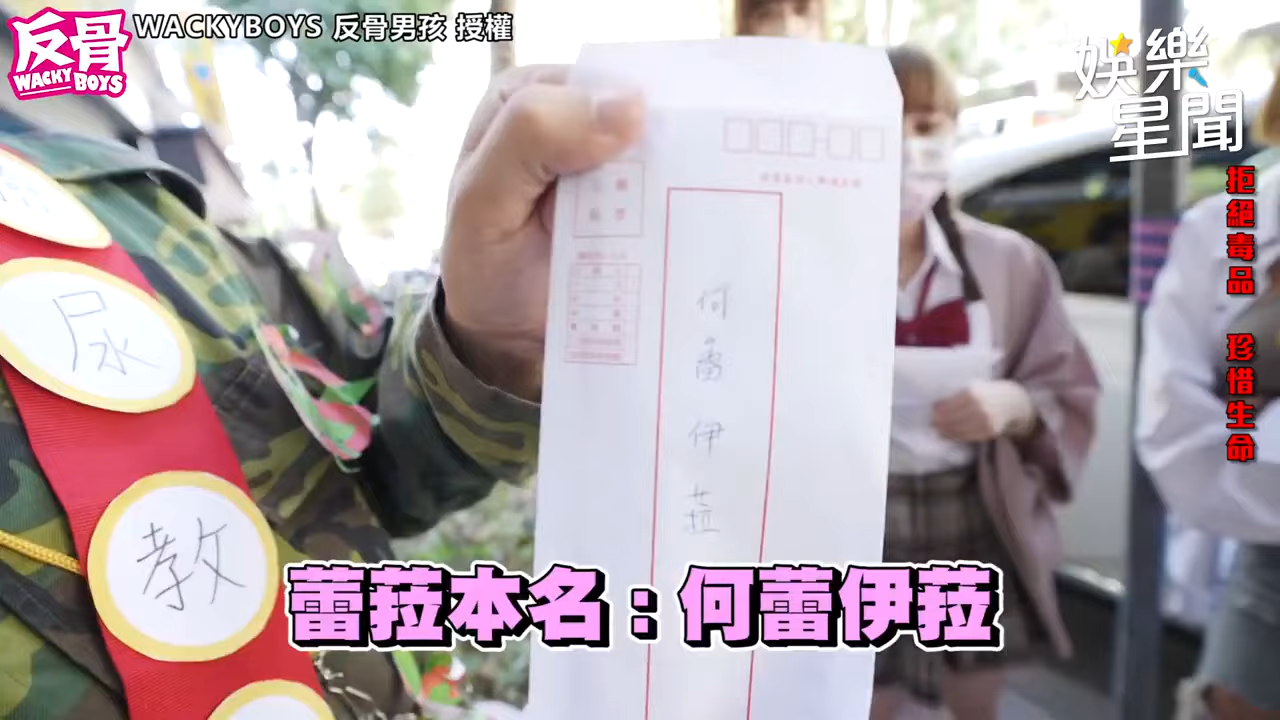 反骨
WACKY BOYS
WACKYBOYS 反骨男孩 授權
娛樂
星聞
拒絕毒品 珍惜生命
尿
教
何蕾伊菈
蕾菈本名：何蕾伊菈